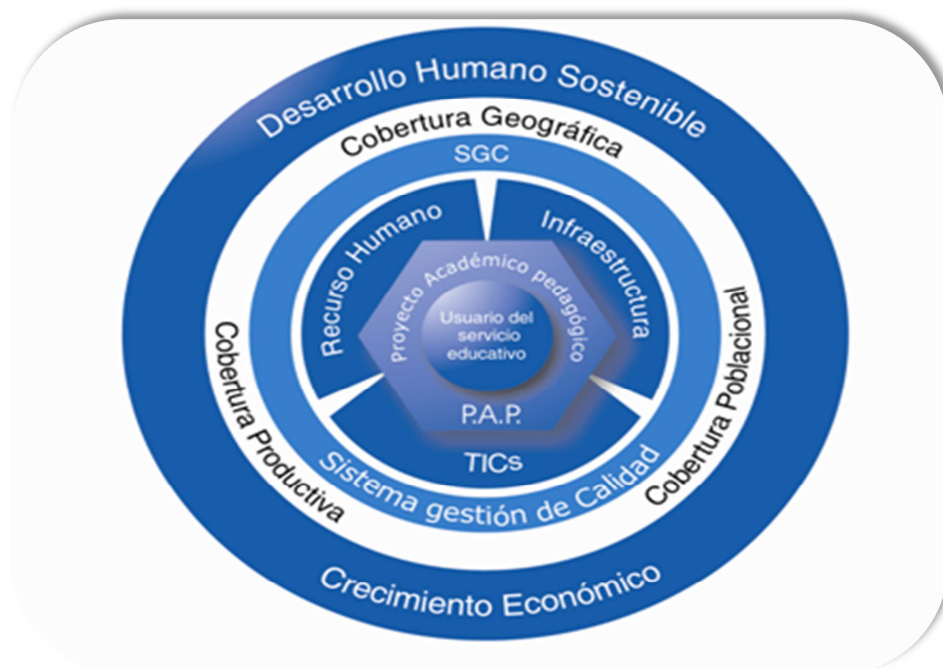 Desarrollo Humano Sostenible
Cobertura Geográfica
SGC
Recurso Humano
Infraestructura
Proyecto Académico pedagógico
Usuario del
servicio
educativo
P.A.P.
TICs
Sistema gestión de Calidad
Cobertura Productiva
Cobertura Poblacional
Crecimiento Económico